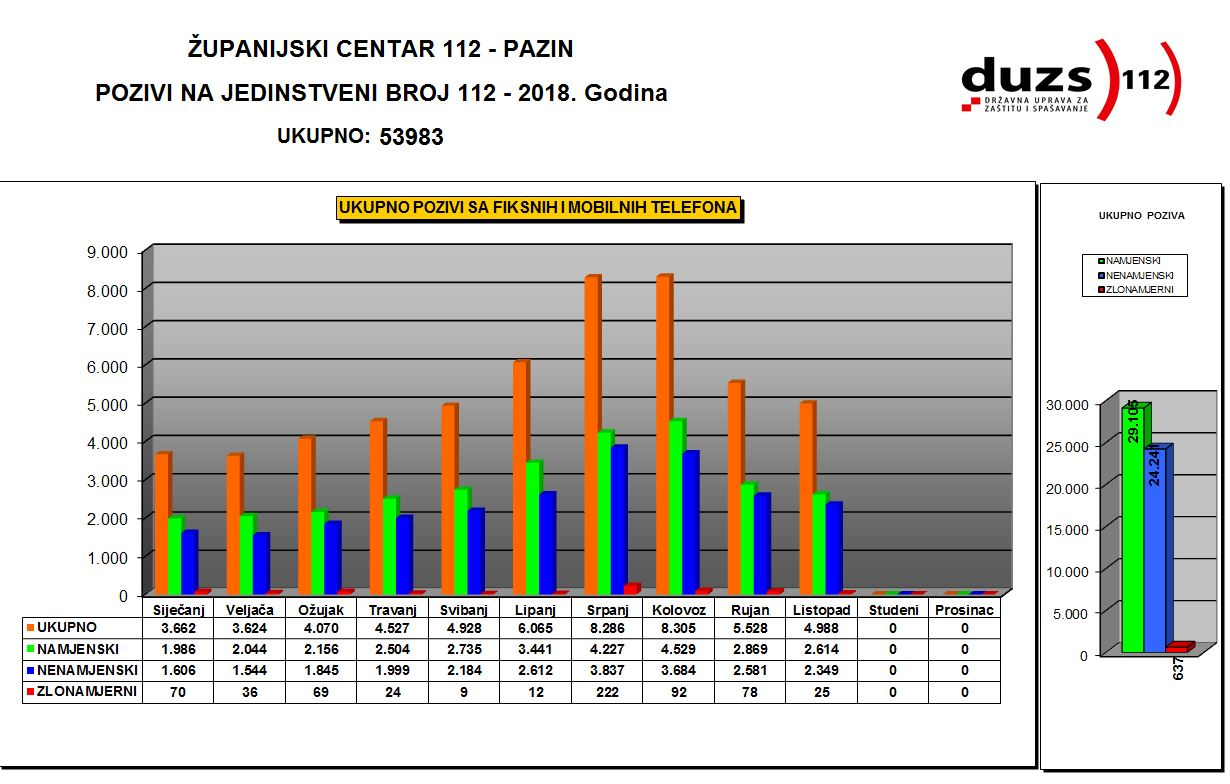 ŽUPANIJSKI CENTAR 112 - PAZIN
POZIVI NA JEDINSTVENI BROJ 112 - 2018. Godina
UKUPNO: 53983
duzs 112
DRŽAVNA UPRAVA ZA
ZAŠTITU I SPAŠAVANJE
UKUPNO POZIVI SA FIKSNIH I MOBILNIH TELEFONA
9.000
8.000
7.000
6.000
5.000
4.000
3.000
2.000
1.000
0
Siječanj Veljača Ožujak Travanj Svibanj Lipanj Srpanj Kolovoz Rujan Listopad Studeni Prosinac
UKUPNO 3.662 3.624 4.070 4.527 4.928 6.065 8.286 8.305 5.528 4.988 0 0
NAMJENSKI 1.986 2.044 2.156 2.504 2.735 3.441 4.227 4.529 2.869 2.614 0 0
NENAMJENSKI 1.606 1.544 1.845 1.999 2.184 2.612 3.837 3.684 2.581 2.349 0 0
ZLONAMJERNI 70 36 69 24 9 12 222 92 78 25 0 0
UKUPNO POZIVA
NAMJENSKI
NENAMJENSKI
ZLONAMJERNI
30.000
25.000
20.000
15.000
10.000
5.000
0
29.105
24.241
637